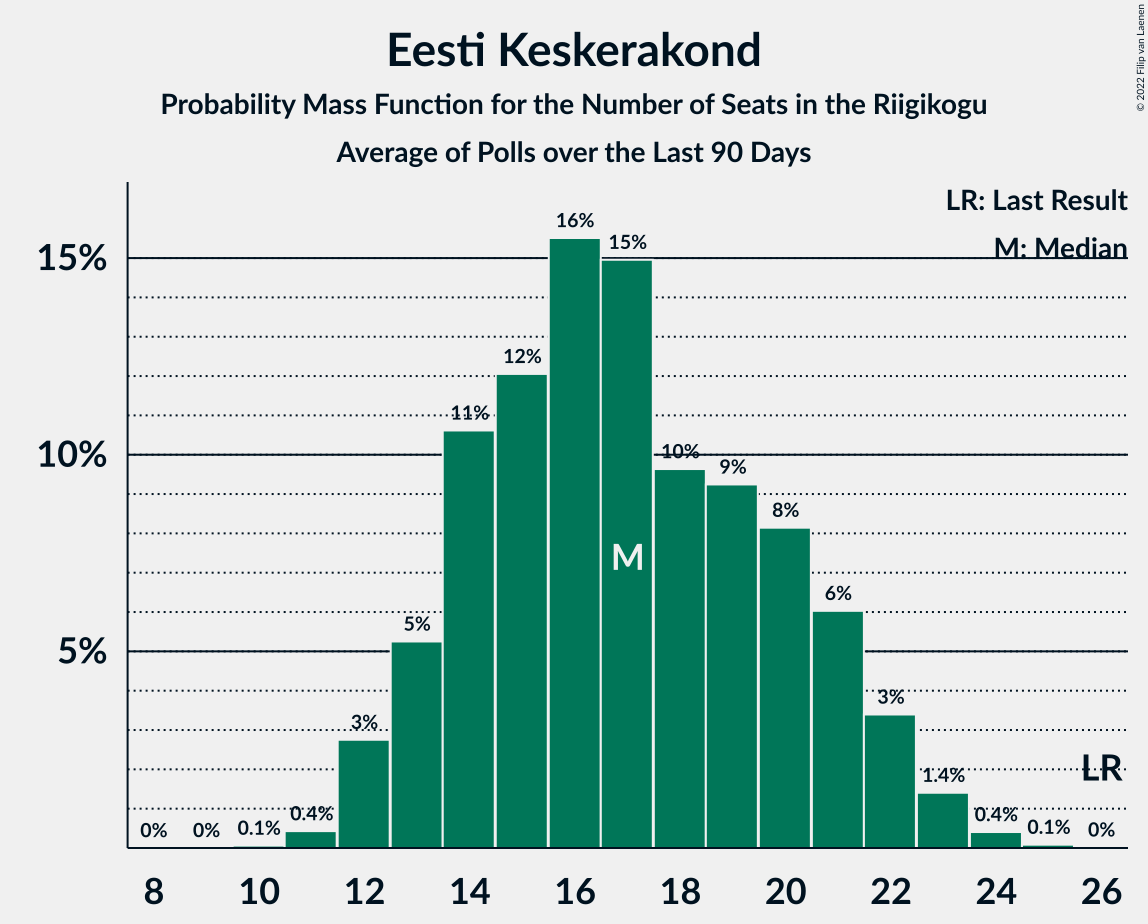 Eesti Keskerakond
Probability Mass Function for the Number of Seats in the Riigikogu
Average of Polls over the Last 90 Days
© 2022 Filip van Laenen
LR: Last Result
M: Median
15%
10%
5%
0%
0%
0.1%
0.4%
3%
5%
11%
12%
16%
15%
10%
9%
8%
6%
3%
1.4%
0.4%
0.1%
0%
M
LR
8 10 12 14 16 18 20 22 24 26